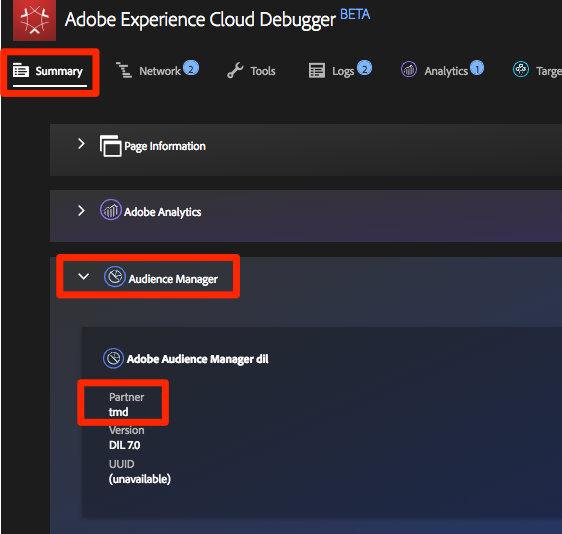 Adobe Experience Cloud Debugger BETA
Summary Network 2 Tools Logs 2 Analytics 1 Targe
Page Information
Adobe Analytics
Audience Manager
Adobe Audience Manager dil
Partner
tmd
Version
DIL 7.0
UUID
(unavailable)